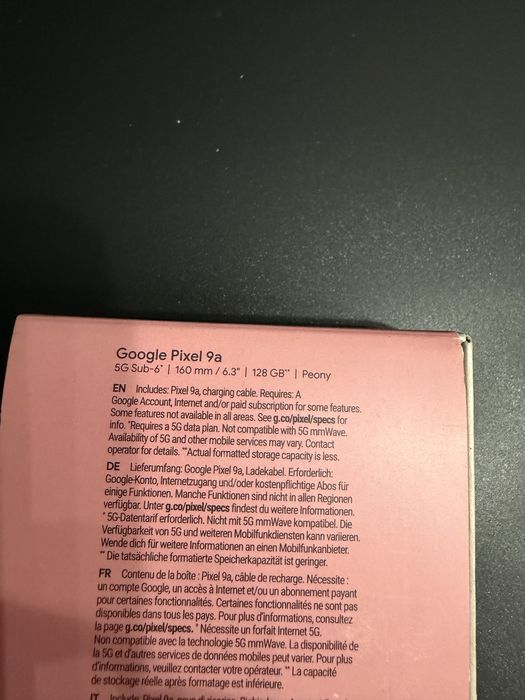 Google Pixel 9a
5G Sub-6* | 160 mm / 6.3" | 128 GB** | Peony
EN Includes: Pixel 9a, charging cable. Requires: A
Google Account, Internet and/or paid subscription for some features.
Some features not available in all areas. See g.co/pixel/specs for
info. *Requires a 5G data plan. Not compatible with 5G mmWave.
Availability of 5G and other mobile services may vary. Contact
operator for details. **Actual formatted storage capacity is less.
DE Lieferumfang: Google Pixel 9a, Ladekabel. Erforderlich:
Google-Konto, Internetzugang und/oder kostenpflichtige Abos für
einige Funktionen. Manche Funktionen sind nicht in allen Regionen
verfügbar. Unter g.co/pixel/specs findest du weitere Informationen.
* 5G-Datentarif erforderlich. Nicht mit 5G mmWave kompatibel. Die
Verfügbarkeit von 5G und weiteren Mobilfunkdiensten kann variieren.
Wende dich für weitere Informationen an einen Mobilfunkanbieter.
** Die tatsächliche formatierte Speicherkapazität ist geringer.
FR Contenu de la boîte : Pixel 9a, câble de recharge. Nécessite :
un compte Google, un accès à Internet et/ou un abonnement payant
pour certaines fonctionnalités. Certaines fonctionnalités ne sont pas
disponibles dans tous les pays. Pour plus d'informations, consultez
la page g.co/pixel/specs. * Nécessite un forfait Internet 5G.
Non compatible avec la technologie 5G mmWave. La disponibilité de
la 5G et d'autres services de données mobiles peut varier. Pour plus
d'informations, veuillez contacter votre opérateur. ** La capacité
de stockage réelle après formatage est inférieure.
IT Include: Pixel 9a